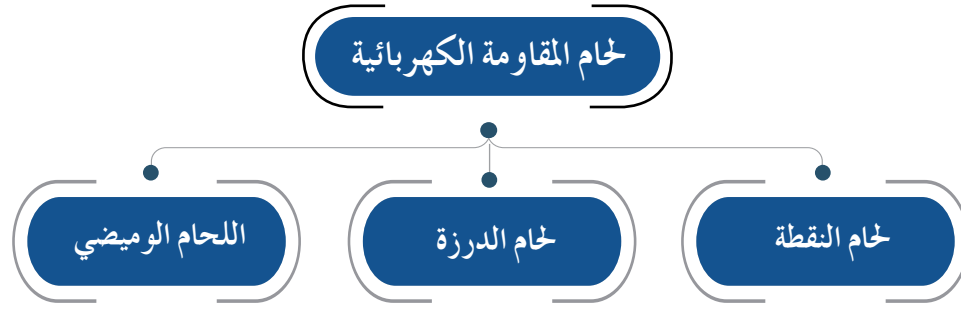 لحام المقاومة الكهربائية
لحام النقطة
لحام الدرزة
اللحام الوميضي